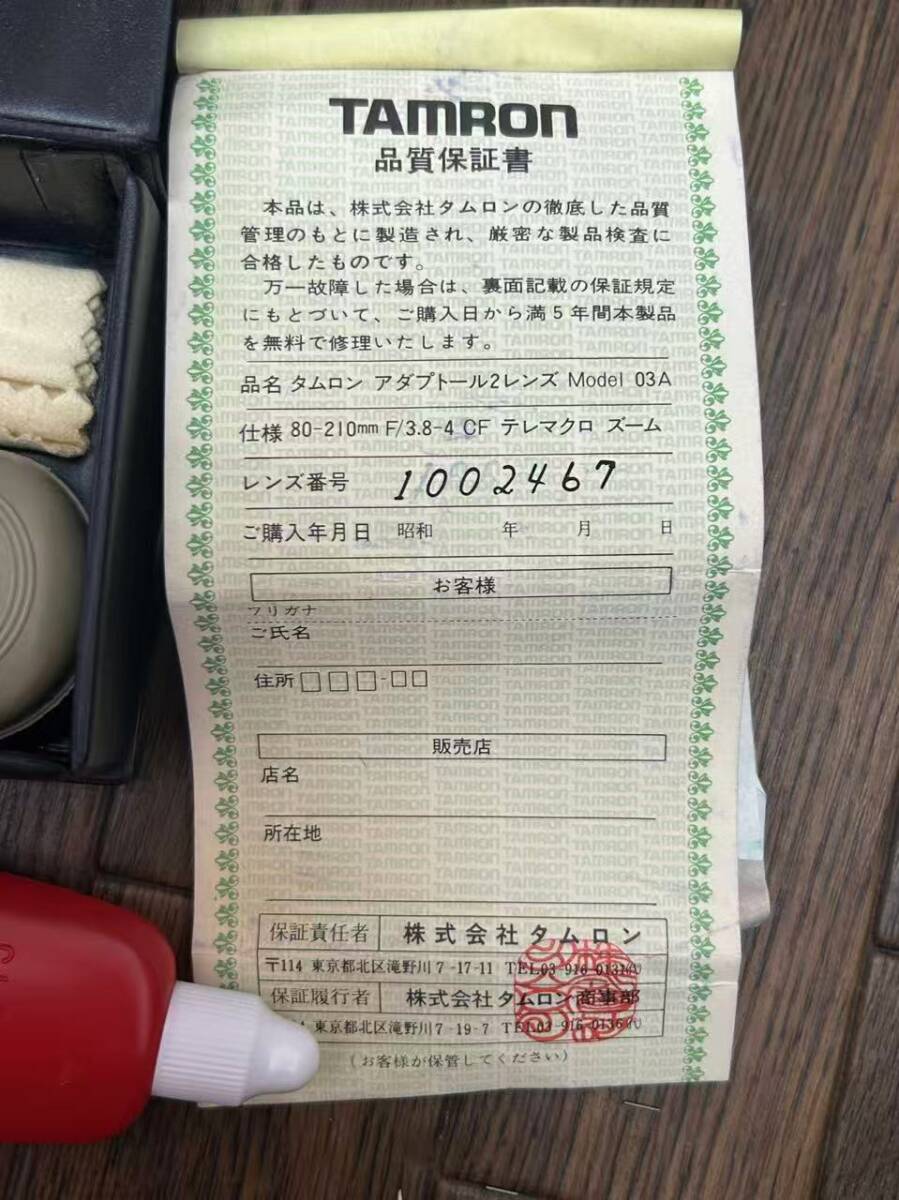 TAMRON
品質保証書
本品は、株式会社タムロンの徹底した品質
管理のもとに製造され、厳密な製品検査に
合格したものです。
万一故障した場合は、裏面記載の保証規定
にもとづいて、ご購入日から満5年間本製品
を無料で修理いたします。
品名 タムロン アダプトール2レンズ Model 03A
仕様 80-210mm F/3.8-4 CF テレマクロ ズーム
レンズ番号 1002467
ご購入年月日 昭和 年 月 日
お客様
フリガナ
ご氏名
住所 □□□-□□
販売店
店名
所在地
保証責任者 株式会社タムロン
〒114 東京都北区滝野川7-17-11 TEL03-916-0131㈹
保証履行者 株式会社タムロン商事部
東京都北区滝野川7-19-7 TEL03-916-0136㈹
(お客様が保管してください)